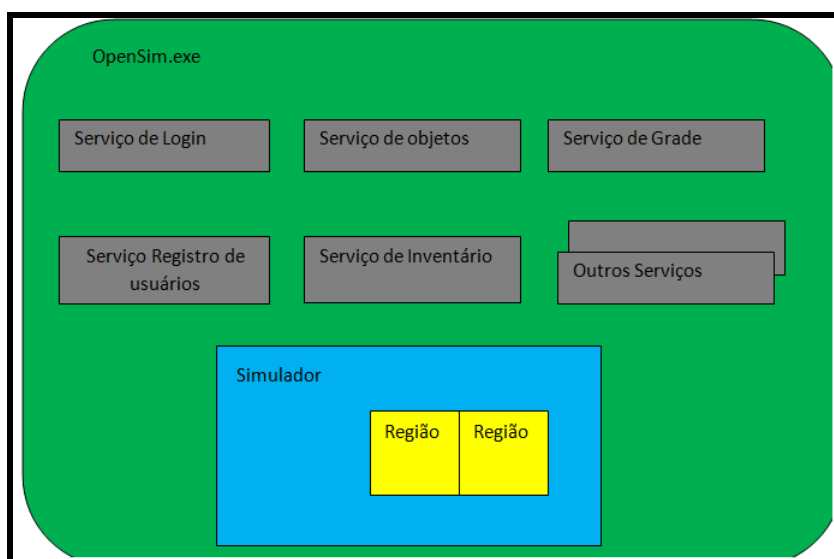 OpenSim.exe
Serviço de Login
Serviço de objetos
Serviço de Grade
Serviço Registro de
usuários
Serviço de Inventário
Outros Serviços
Simulador
Região
Região